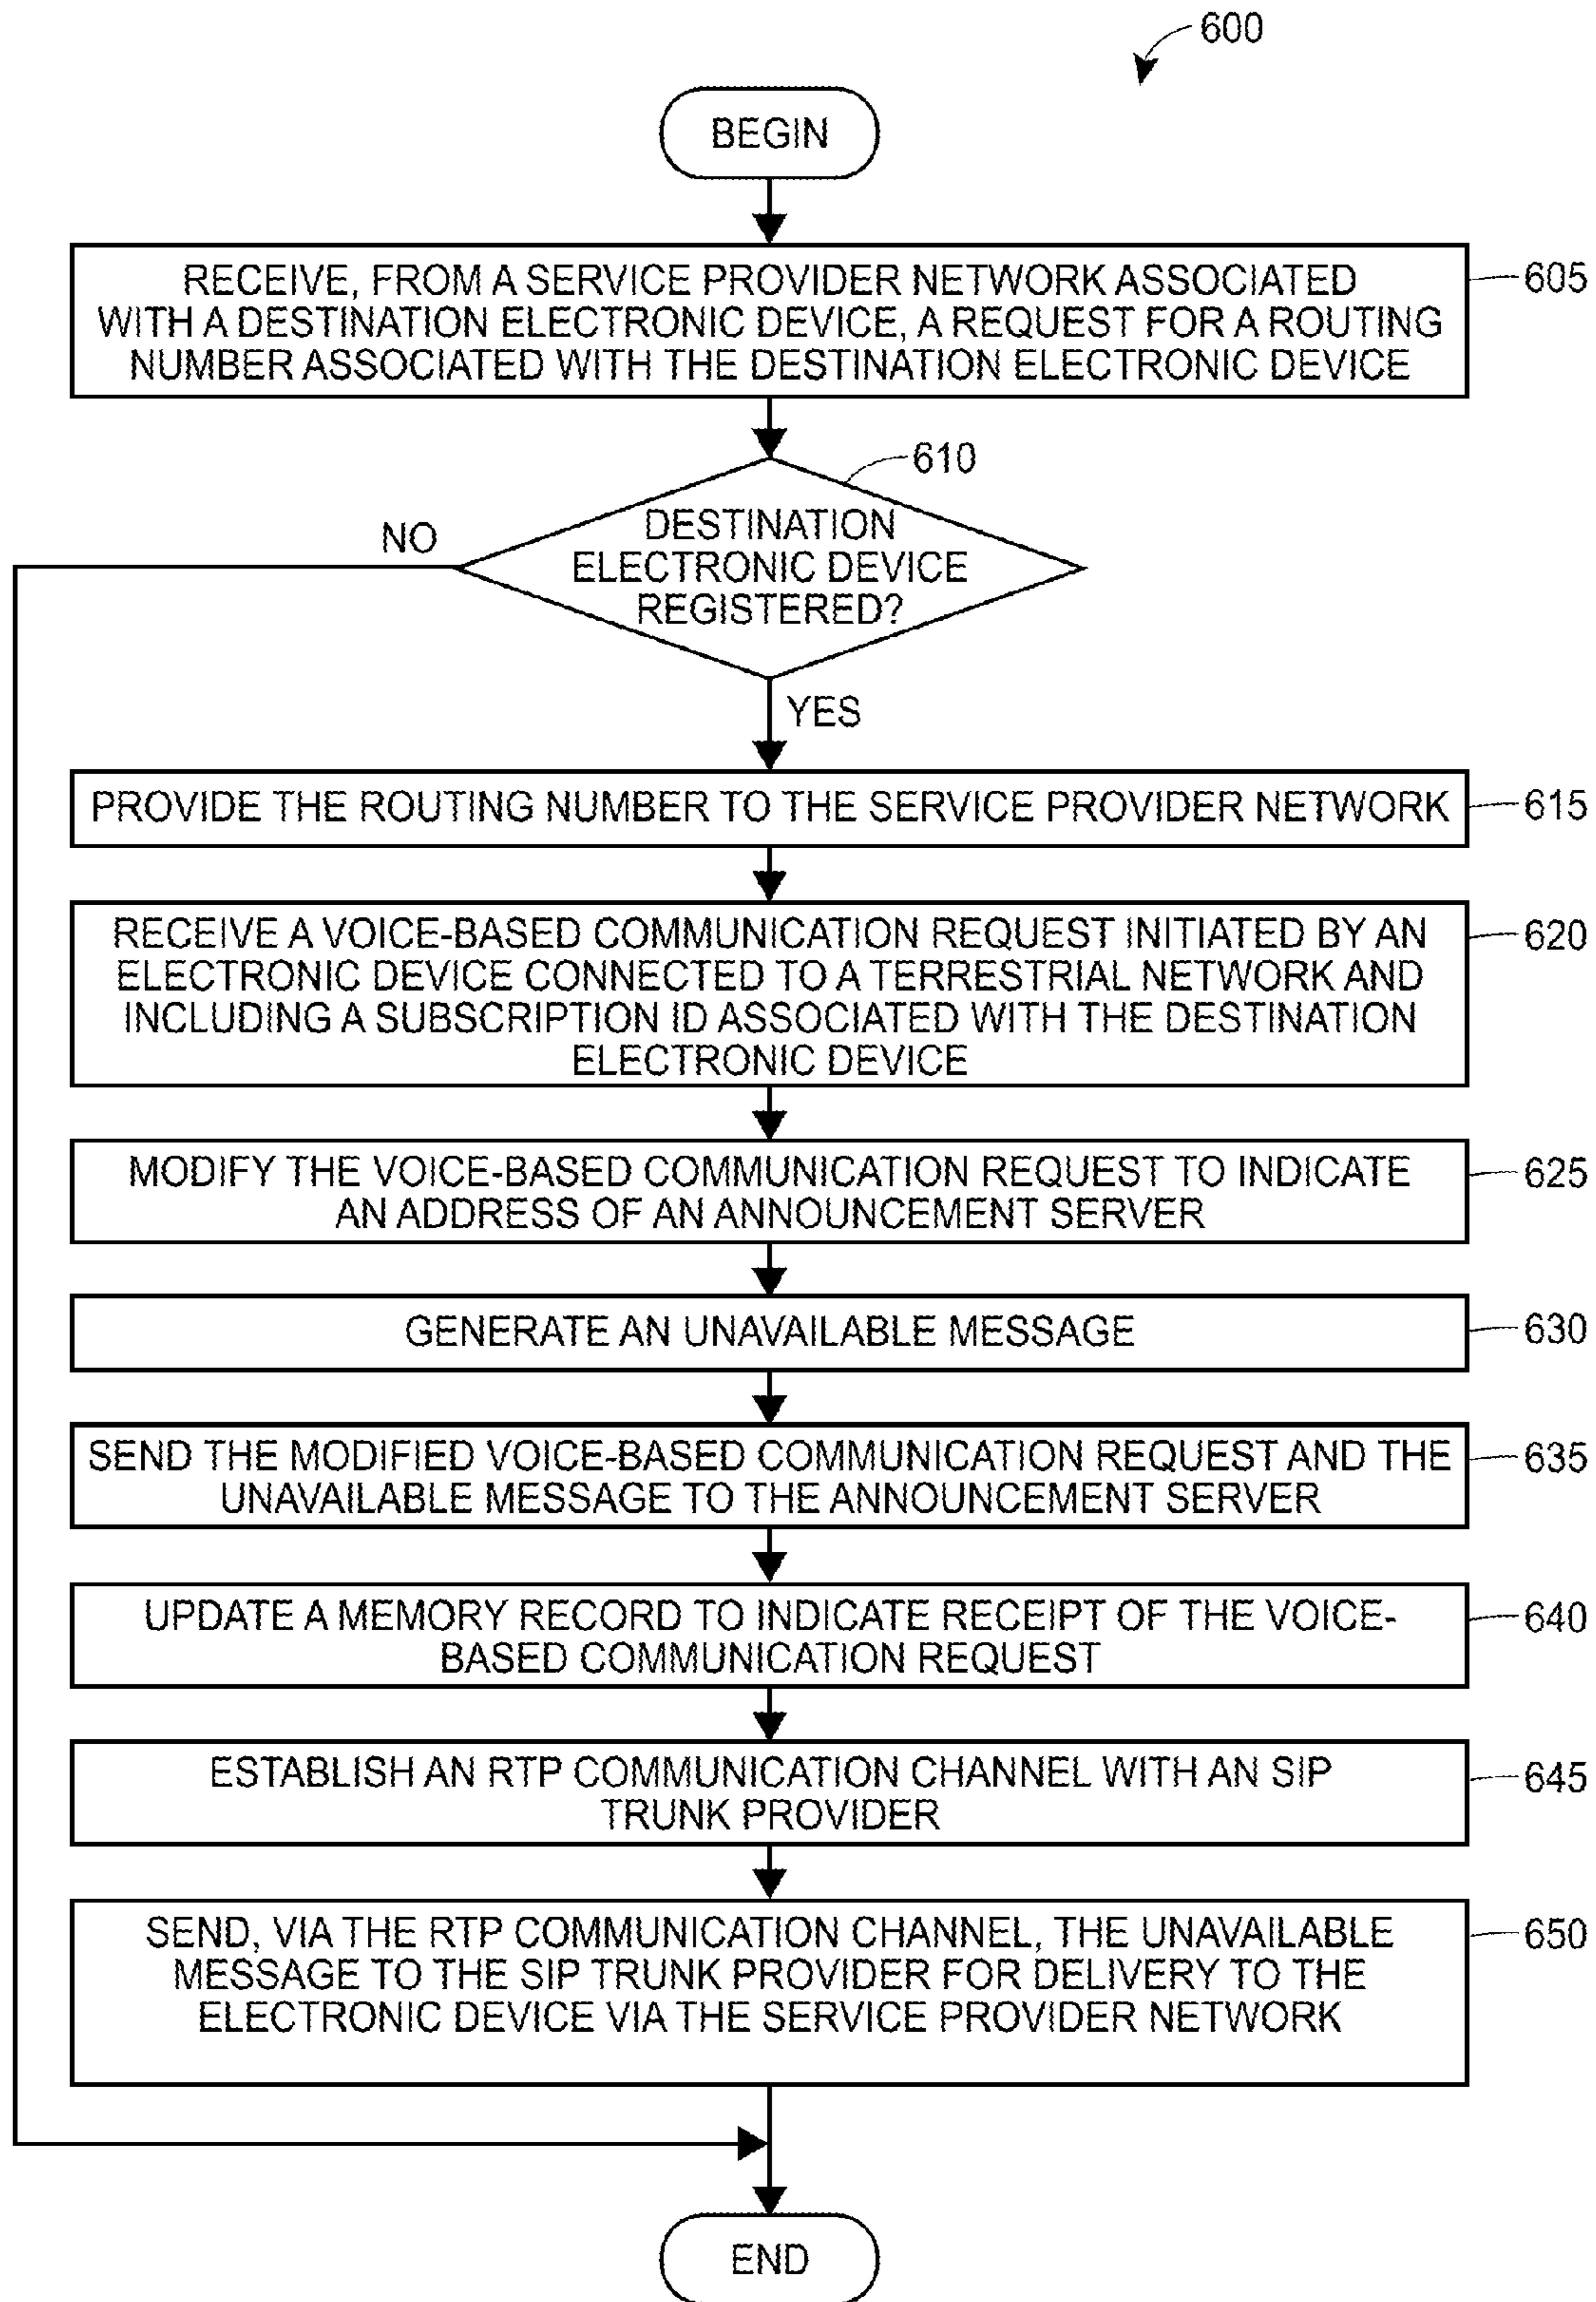 600
BEGIN
RECEIVE, FROM A SERVICE PROVIDER NETWORK ASSOCIATED
WITH A DESTINATION ELECTRONIC DEVICE, A REQUEST FOR A ROUTING
NUMBER ASSOCIATED WITH THE DESTINATION ELECTRONIC DEVICE
605
610
DESTINATION
ELECTRONIC DEVICE
REGISTERED?
NO
YES
PROVIDE THE ROUTING NUMBER TO THE SERVICE PROVIDER NETWORK
615
RECEIVE A VOICE-BASED COMMUNICATION REQUEST INITIATED BY AN
ELECTRONIC DEVICE CONNECTED TO A TERRESTRIAL NETWORK AND
INCLUDING A SUBSCRIPTION ID ASSOCIATED WITH THE DESTINATION
ELECTRONIC DEVICE
620
MODIFY THE VOICE-BASED COMMUNICATION REQUEST TO INDICATE
AN ADDRESS OF AN ANNOUNCEMENT SERVER
625
GENERATE AN UNAVAILABLE MESSAGE
630
SEND THE MODIFIED VOICE-BASED COMMUNICATION REQUEST AND THE
UNAVAILABLE MESSAGE TO THE ANNOUNCEMENT SERVER
635
UPDATE A MEMORY RECORD TO INDICATE RECEIPT OF THE VOICE-
BASED COMMUNICATION REQUEST
640
ESTABLISH AN RTP COMMUNICATION CHANNEL WITH AN SIP
TRUNK PROVIDER
645
SEND, VIA THE RTP COMMUNICATION CHANNEL, THE UNAVAILABLE
MESSAGE TO THE SIP TRUNK PROVIDER FOR DELIVERY TO THE
ELECTRONIC DEVICE VIA THE SERVICE PROVIDER NETWORK
650
END